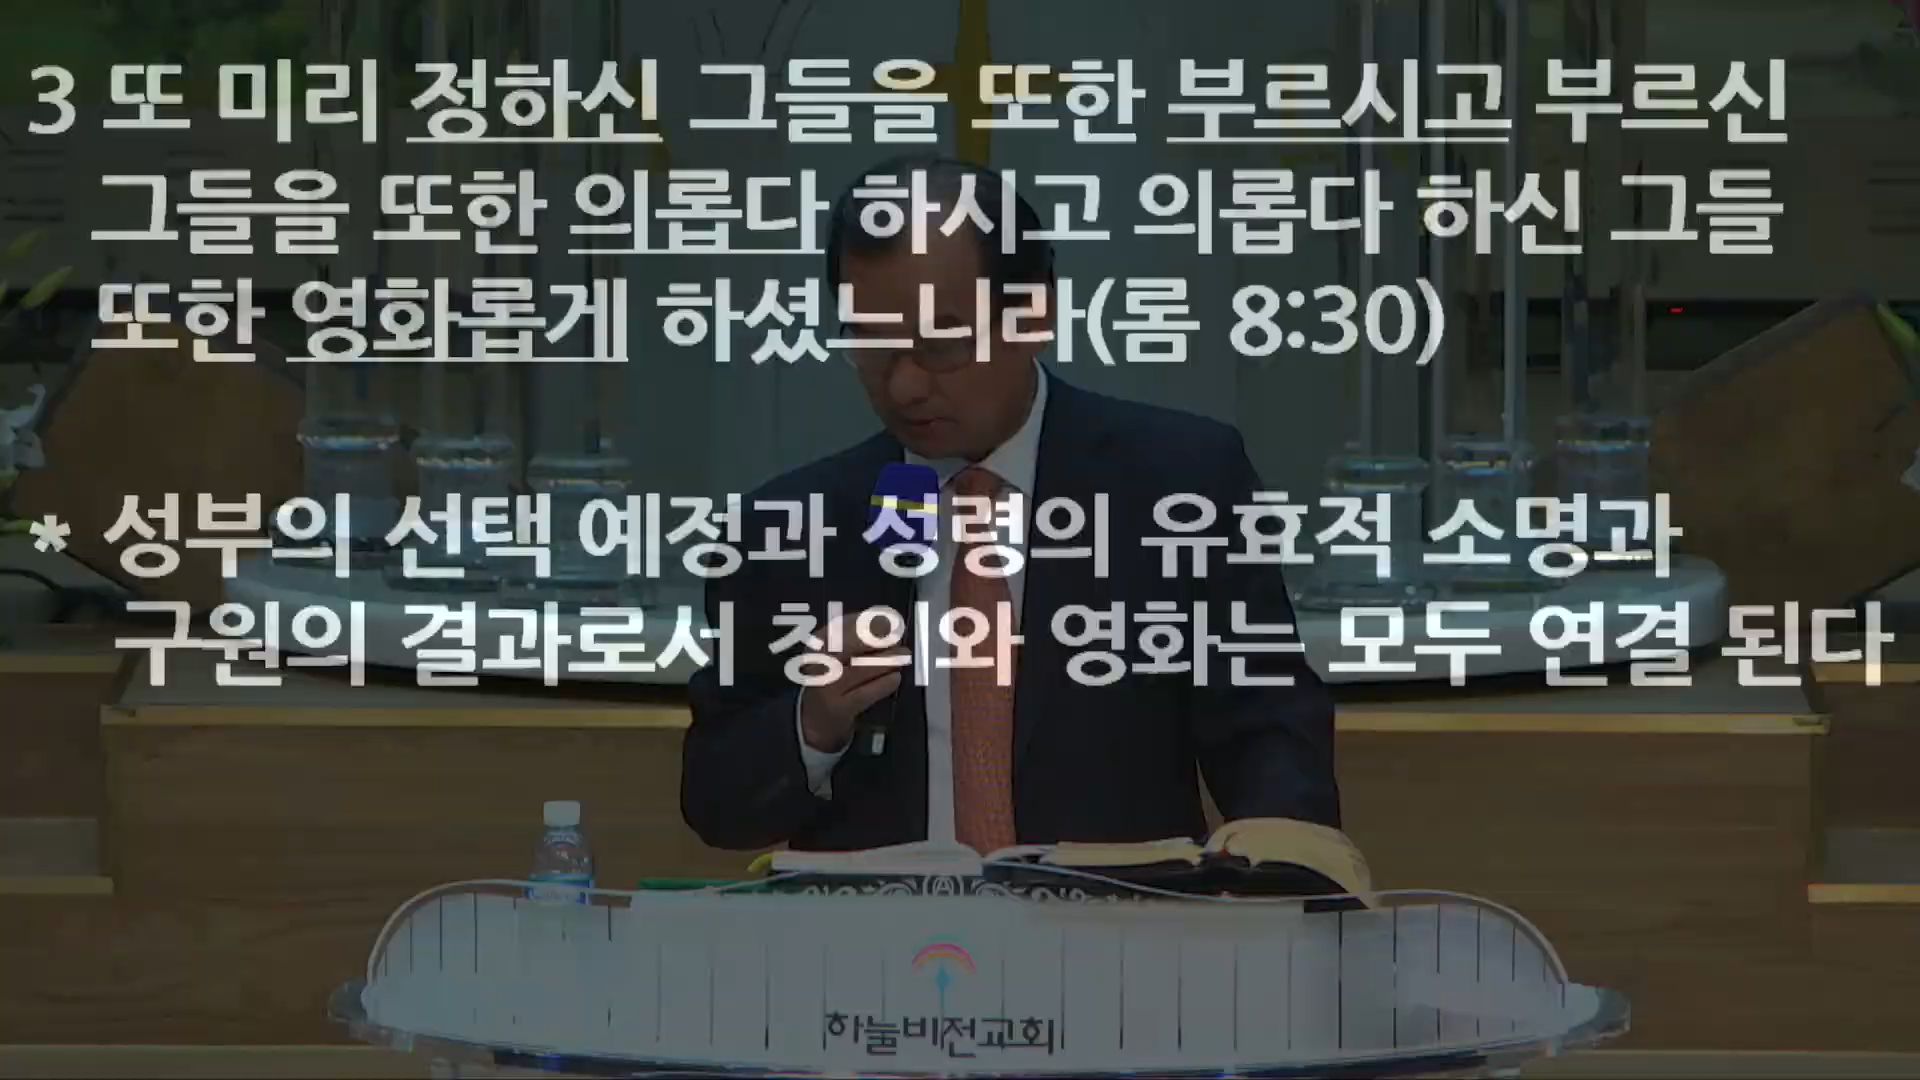 3 또 미리 정하신 그들을 또한 부르시고 부르신
그들을 또한 의롭다 하시고 의롭다 하신 그들
또한 영화롭게 하셨느니라(롬 8:30)
* 성부의 선택 예정과 성령의 유효적 소명과
구원의 결과로서 칭의와 영화는 모두 연결 된다
하늘비전교회